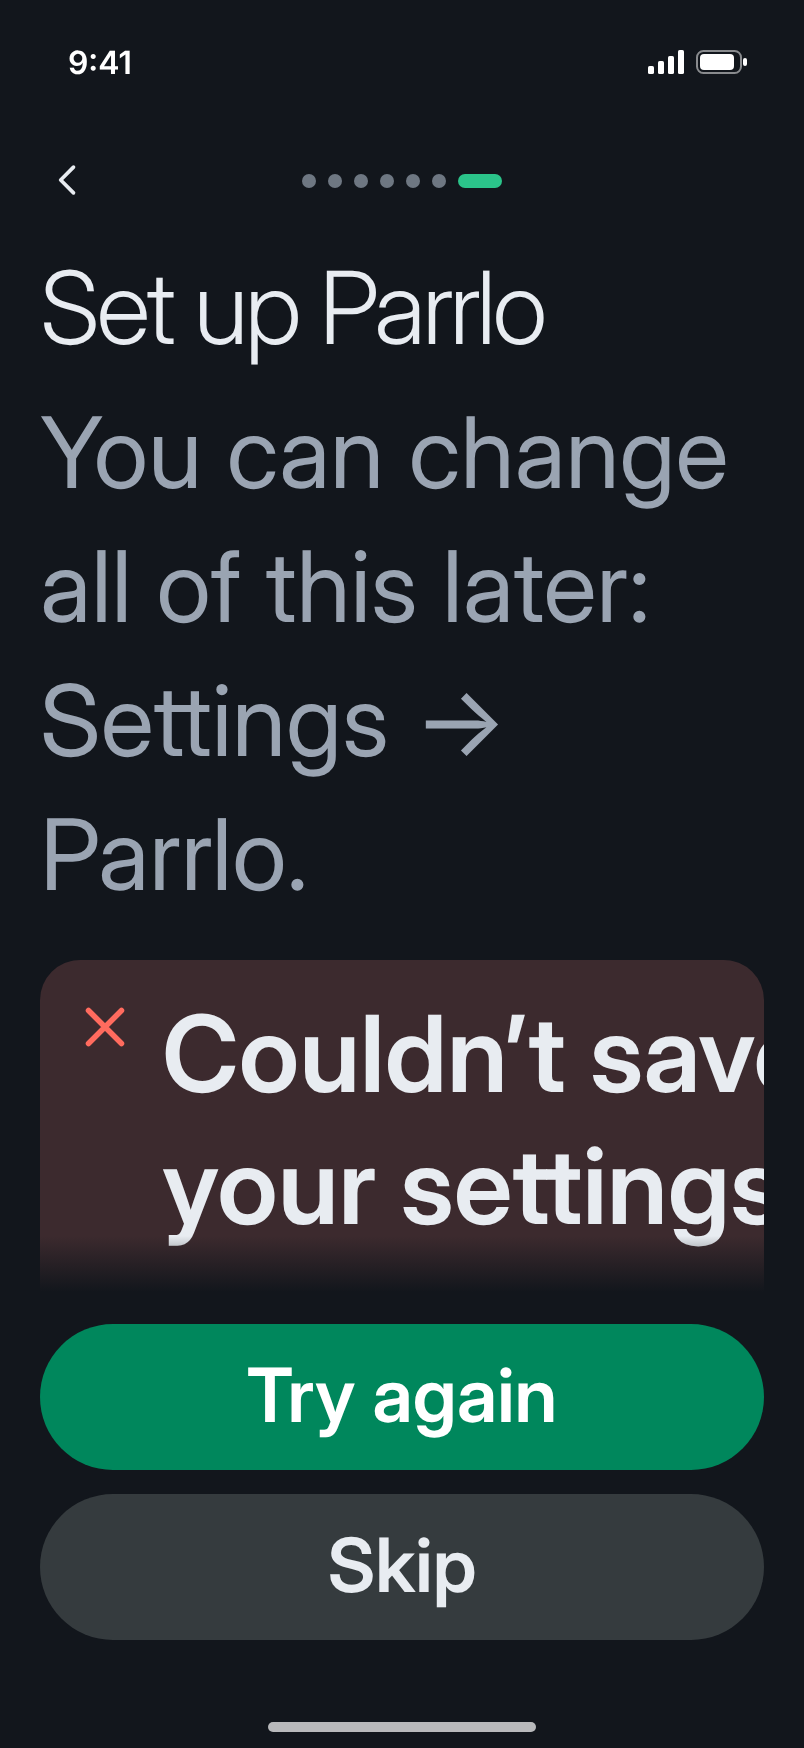 9:41
Set up Parrlo
You can change
all of this later:
Settings →
Parrlo.
Couldn’t save
your settings
Try again
Skip